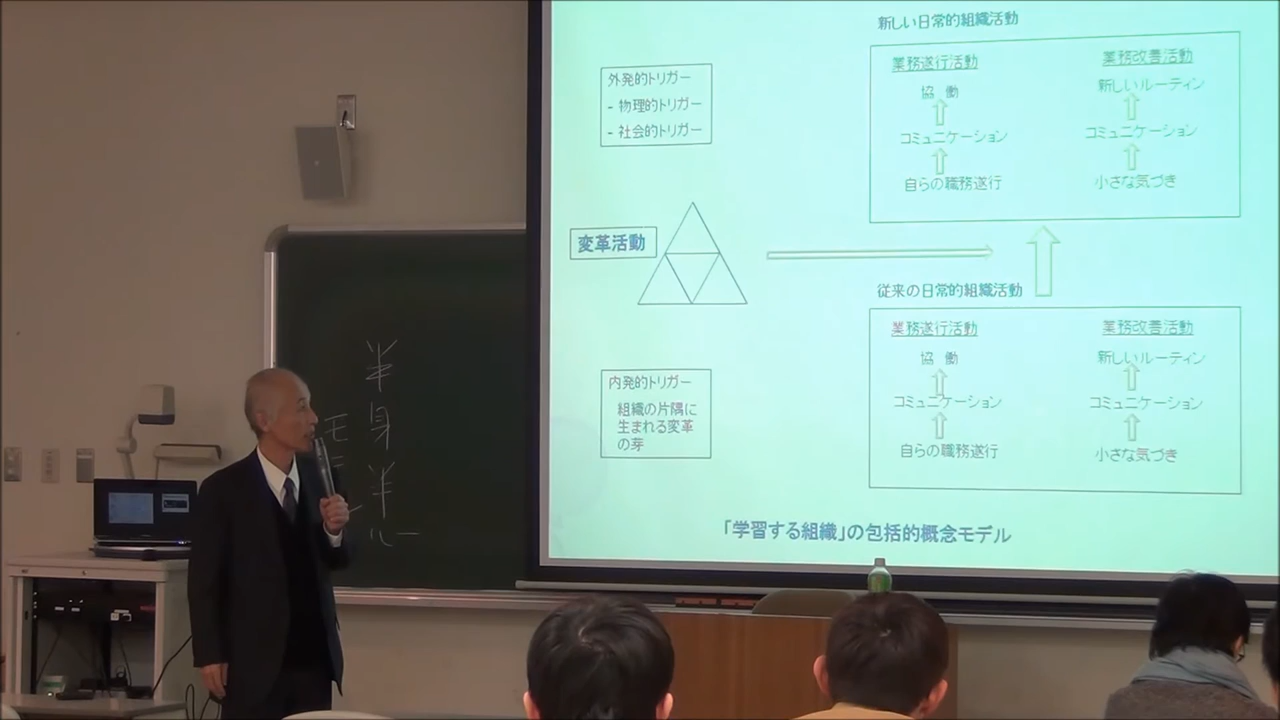 新しい日常的組織活動
業務遂行活動
協 働
コミュニケーション
自らの職務遂行
業務改善活動
新しいルーティン
コミュニケーション
小さな気づき
外発的トリガー
- 物理的トリガー
- 社会的トリガー
変革活動
従来の日常的組織活動
業務遂行活動
協 働
コミュニケーション
自らの職務遂行
業務改善活動
新しいルーティン
コミュニケーション
小さな気づき
内発的トリガー
組織の片隅に
生まれる変革
の芽
「学習する組織」の包括的概念モデル
半身半
モ